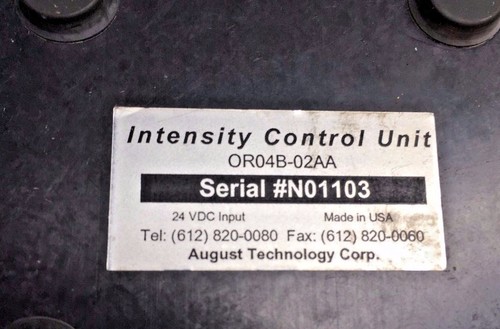 Intensity Control Unit
OR04B-02AA
Serial #N01103
24 VDC Input Made in USA
Tel: (612) 820-0080 Fax: (612) 820-0060
August Technology Corp.